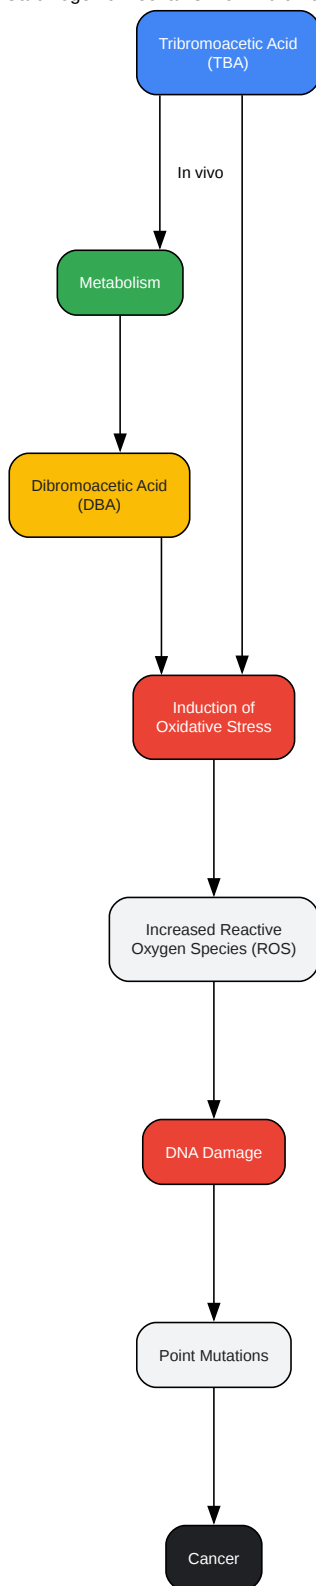 Tribromoacetic Acid
(TBA)
In vivo
Metabolism
Dibromoacetic Acid
(DBA)
Induction of
Oxidative Stress
Increased Reactive
Oxygen Species (ROS)
DNA Damage
Point Mutations
Cancer